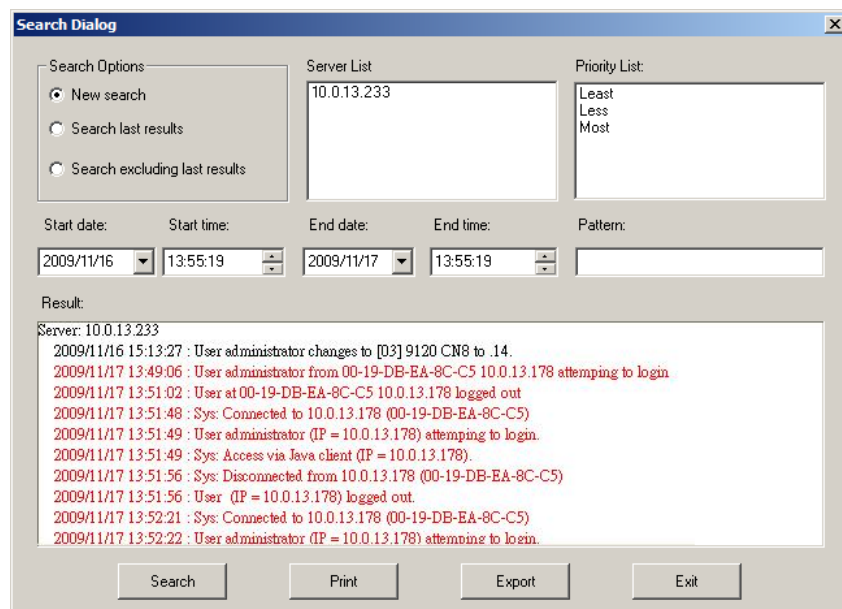 Search Dialog
Search Options
New search
Search last results
Search excluding last results
Server List
10.0.13.233
Priority List:
Least
Less
Most
Start date:
Start time:
End date:
End time:
Pattern:
2009/11/16
13:55:19
2009/11/17
13:55:19
Result:
Server: 10.0.13.233
2009/11/16 15:13:27 : User administrator changes to [03] 9120 CN8 to .14.
2009/11/17 13:49:06 : User administrator from 00-19-DB-EA-8C-C5 10.0.13.178 attemping to login
2009/11/17 13:51:02 : User at 00-19-DB-EA-8C-C5 10.0.13.178 logged out
2009/11/17 13:51:48 : Sys: Connected to 10.0.13.178 (00-19-DB-EA-8C-C5)
2009/11/17 13:51:49 : User administrator (IP = 10.0.13.178) attemping to login.
2009/11/17 13:51:49 : Sys: Access via Java client (IP = 10.0.13.178).
2009/11/17 13:51:56 : Sys: Disconnected from 10.0.13.178 (00-19-DB-EA-8C-C5)
2009/11/17 13:51:56 : User (IP = 10.0.13.178) logged out.
2009/11/17 13:52:21 : Sys: Connected to 10.0.13.178 (00-19-DB-EA-8C-C5)
2009/11/17 13:52:22 : User administrator (IP = 10.0.13.178) attemping to login.
Search
Print
Export
Exit